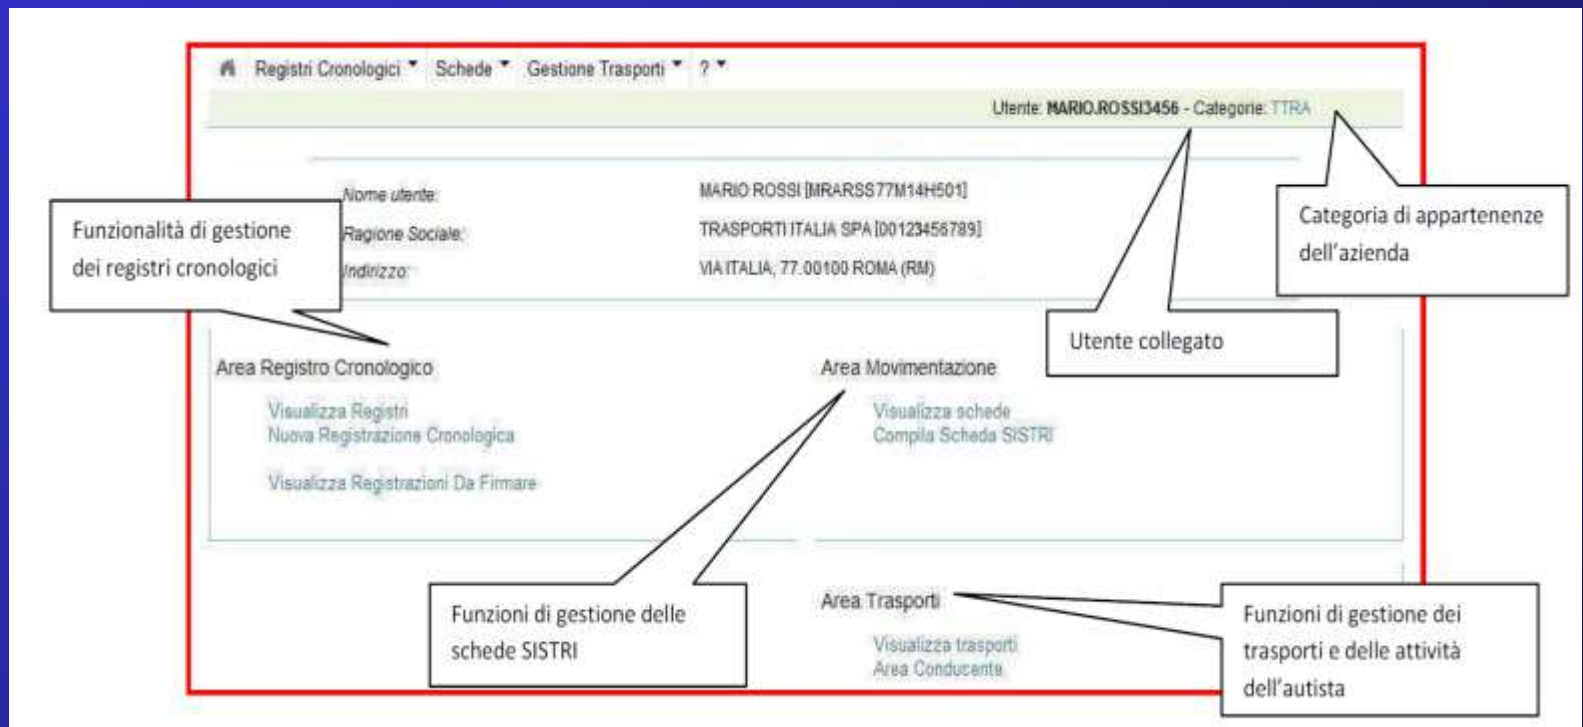 Registri Cronologici Schede Gestione Trasporti ?
Utente: MARIO.ROSSI3456 - Categorie: TTRA
Nome utente: MARIO ROSSI [MRARSS77M14H501]
Ragione Sociale: TRASPORTI ITALIA SPA [00123456789]
Indirizzo: VIA ITALIA, 77.00100 ROMA (RM)
Funzionalità di gestione
dei registri cronologici
Categoria di appartenenze
dell'azienda
Utente collegato
Area Registro Cronologico
Visualizza Registri
Nuova Registrazione Cronologica
Visualizza Registrazioni Da Firmare
Area Movimentazione
Visualizza schede
Compila Scheda SISTRI
Funzioni di gestione delle
schede SISTRI
Area Trasporti
Visualizza trasporti
Area Conducente
Funzioni di gestione dei
trasporti e delle attività
dell'autista